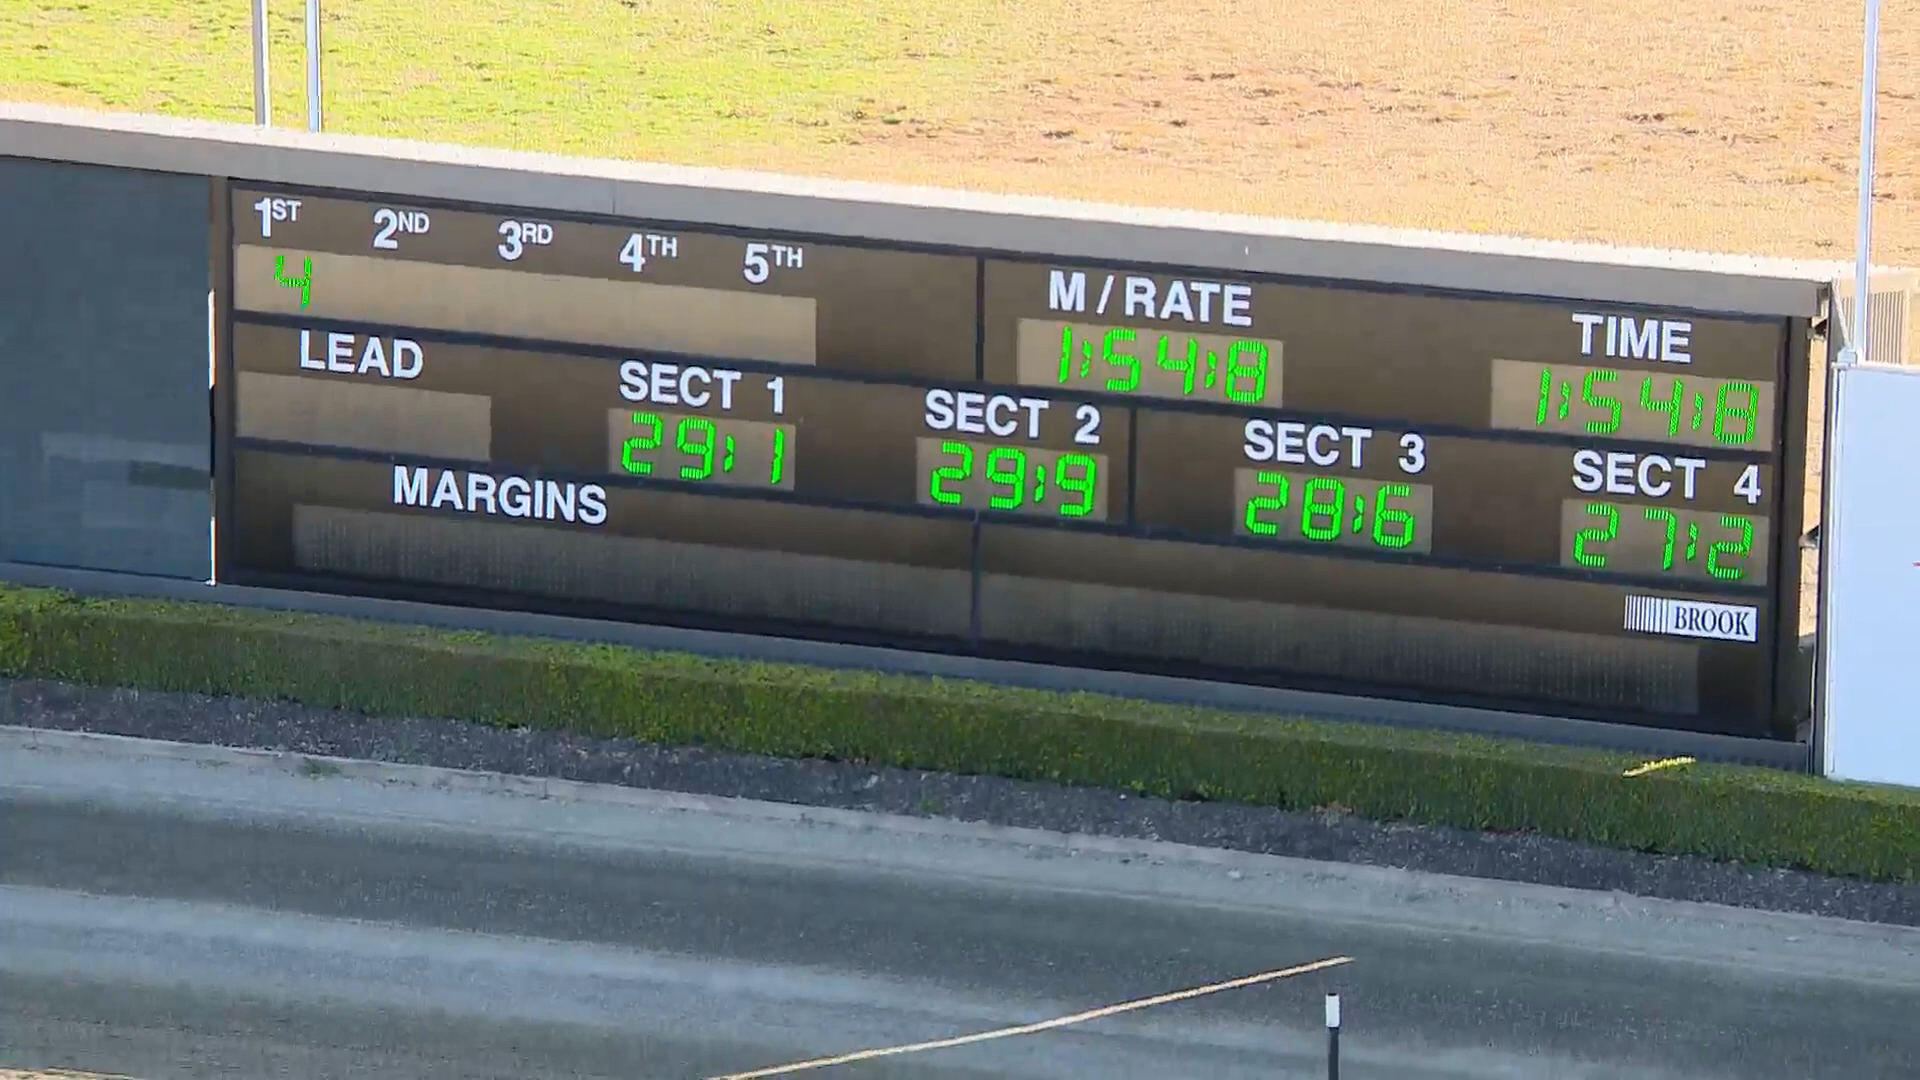 1ST 2ND 3RD 4TH 5TH
4
M / RATE
1:54:8
TIME
1:54:8
LEAD
SECT 1
29:1
SECT 2
29:9
SECT 3
28:6
SECT 4
27:2
MARGINS
BROOK